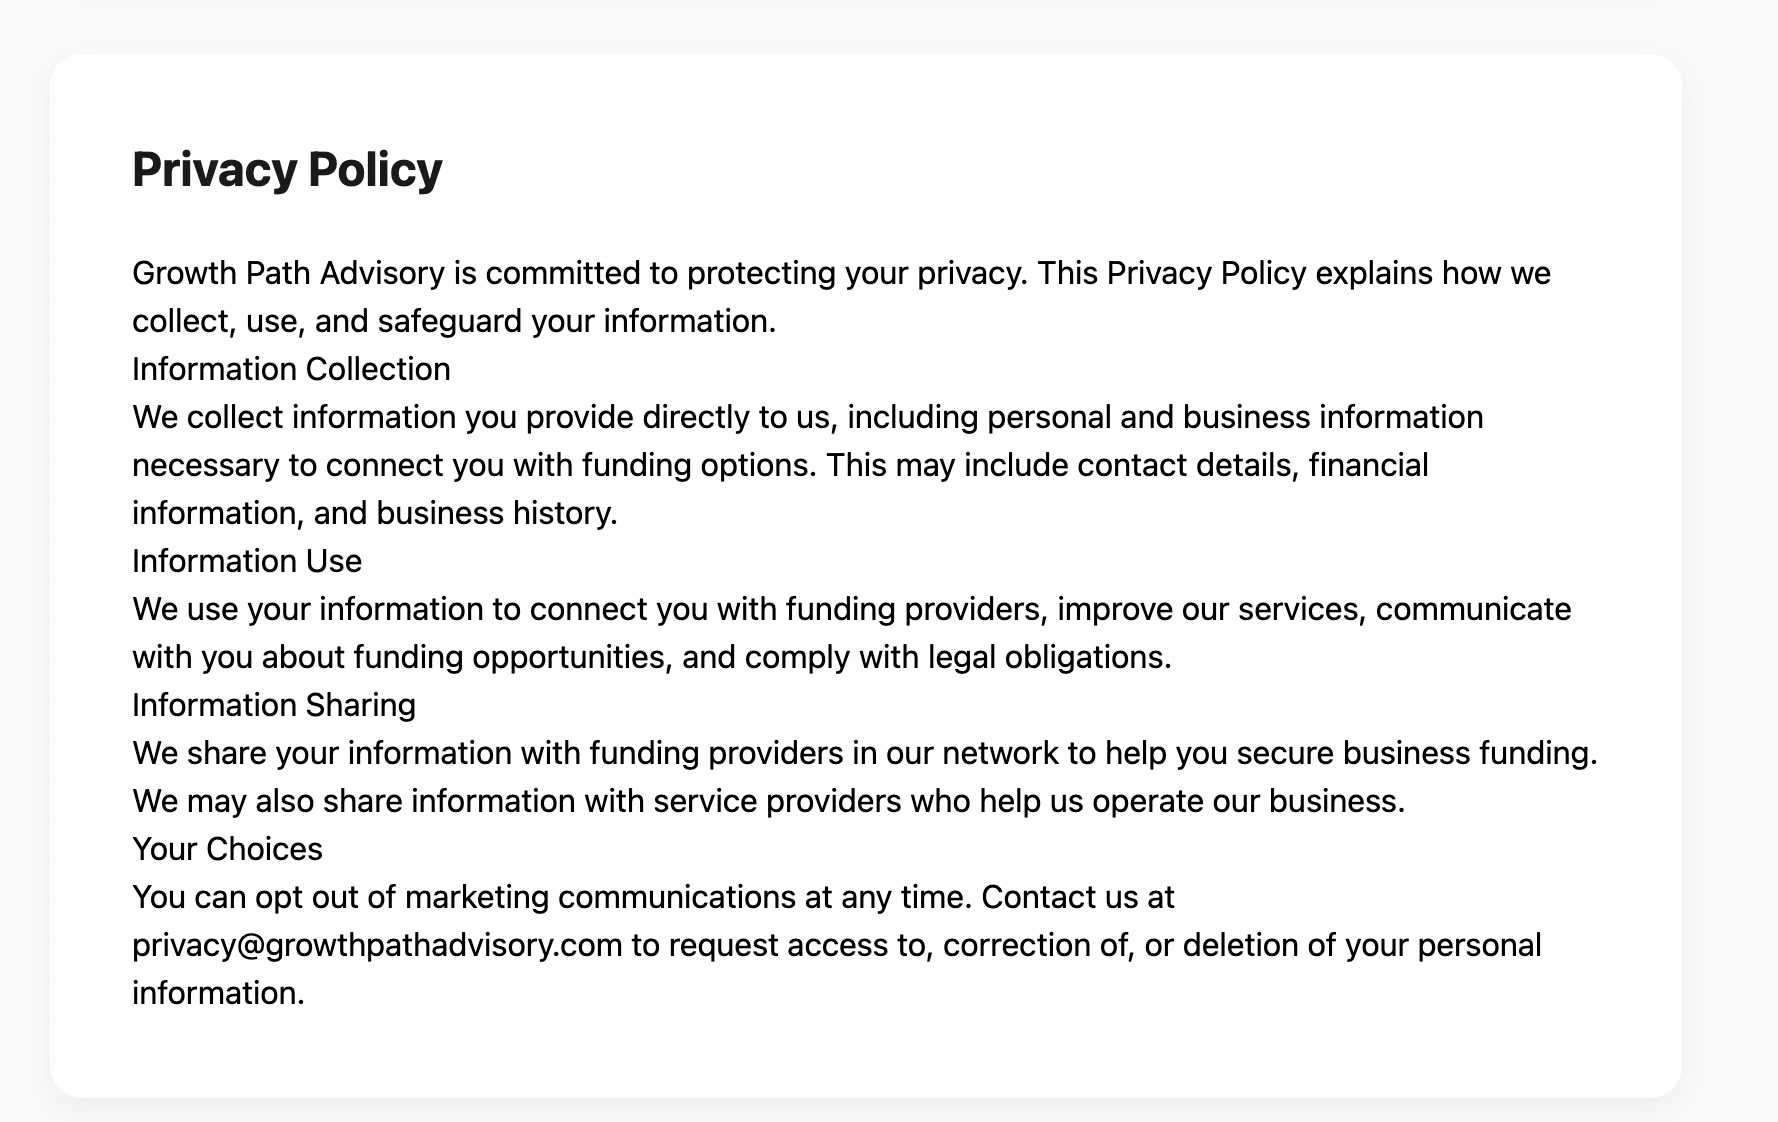 Privacy Policy
Growth Path Advisory is committed to protecting your privacy. This Privacy Policy explains how we
collect, use, and safeguard your information.
Information Collection
We collect information you provide directly to us, including personal and business information
necessary to connect you with funding options. This may include contact details, financial
information, and business history.
Information Use
We use your information to connect you with funding providers, improve our services, communicate
with you about funding opportunities, and comply with legal obligations.
Information Sharing
We share your information with funding providers in our network to help you secure business funding.
We may also share information with service providers who help us operate our business.
Your Choices
You can opt out of marketing communications at any time. Contact us at
privacy@growthpathadvisory.com to request access to, correction of, or deletion of your personal
information.